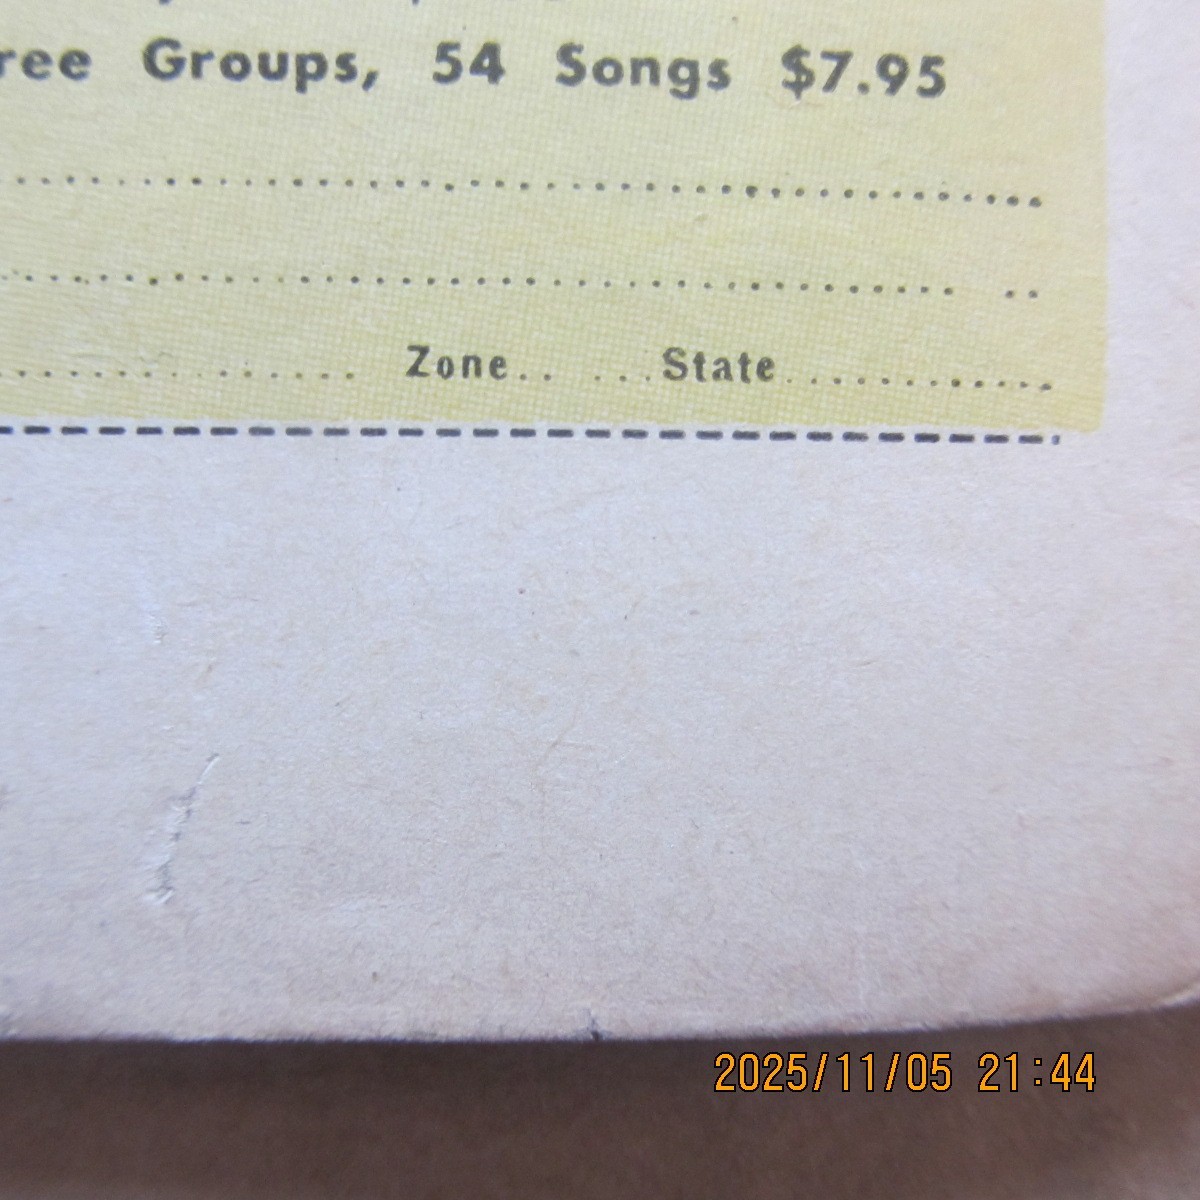 ree Groups, 54 Songs $7.95
Zone.. ...State............
2025/11/05 21:44